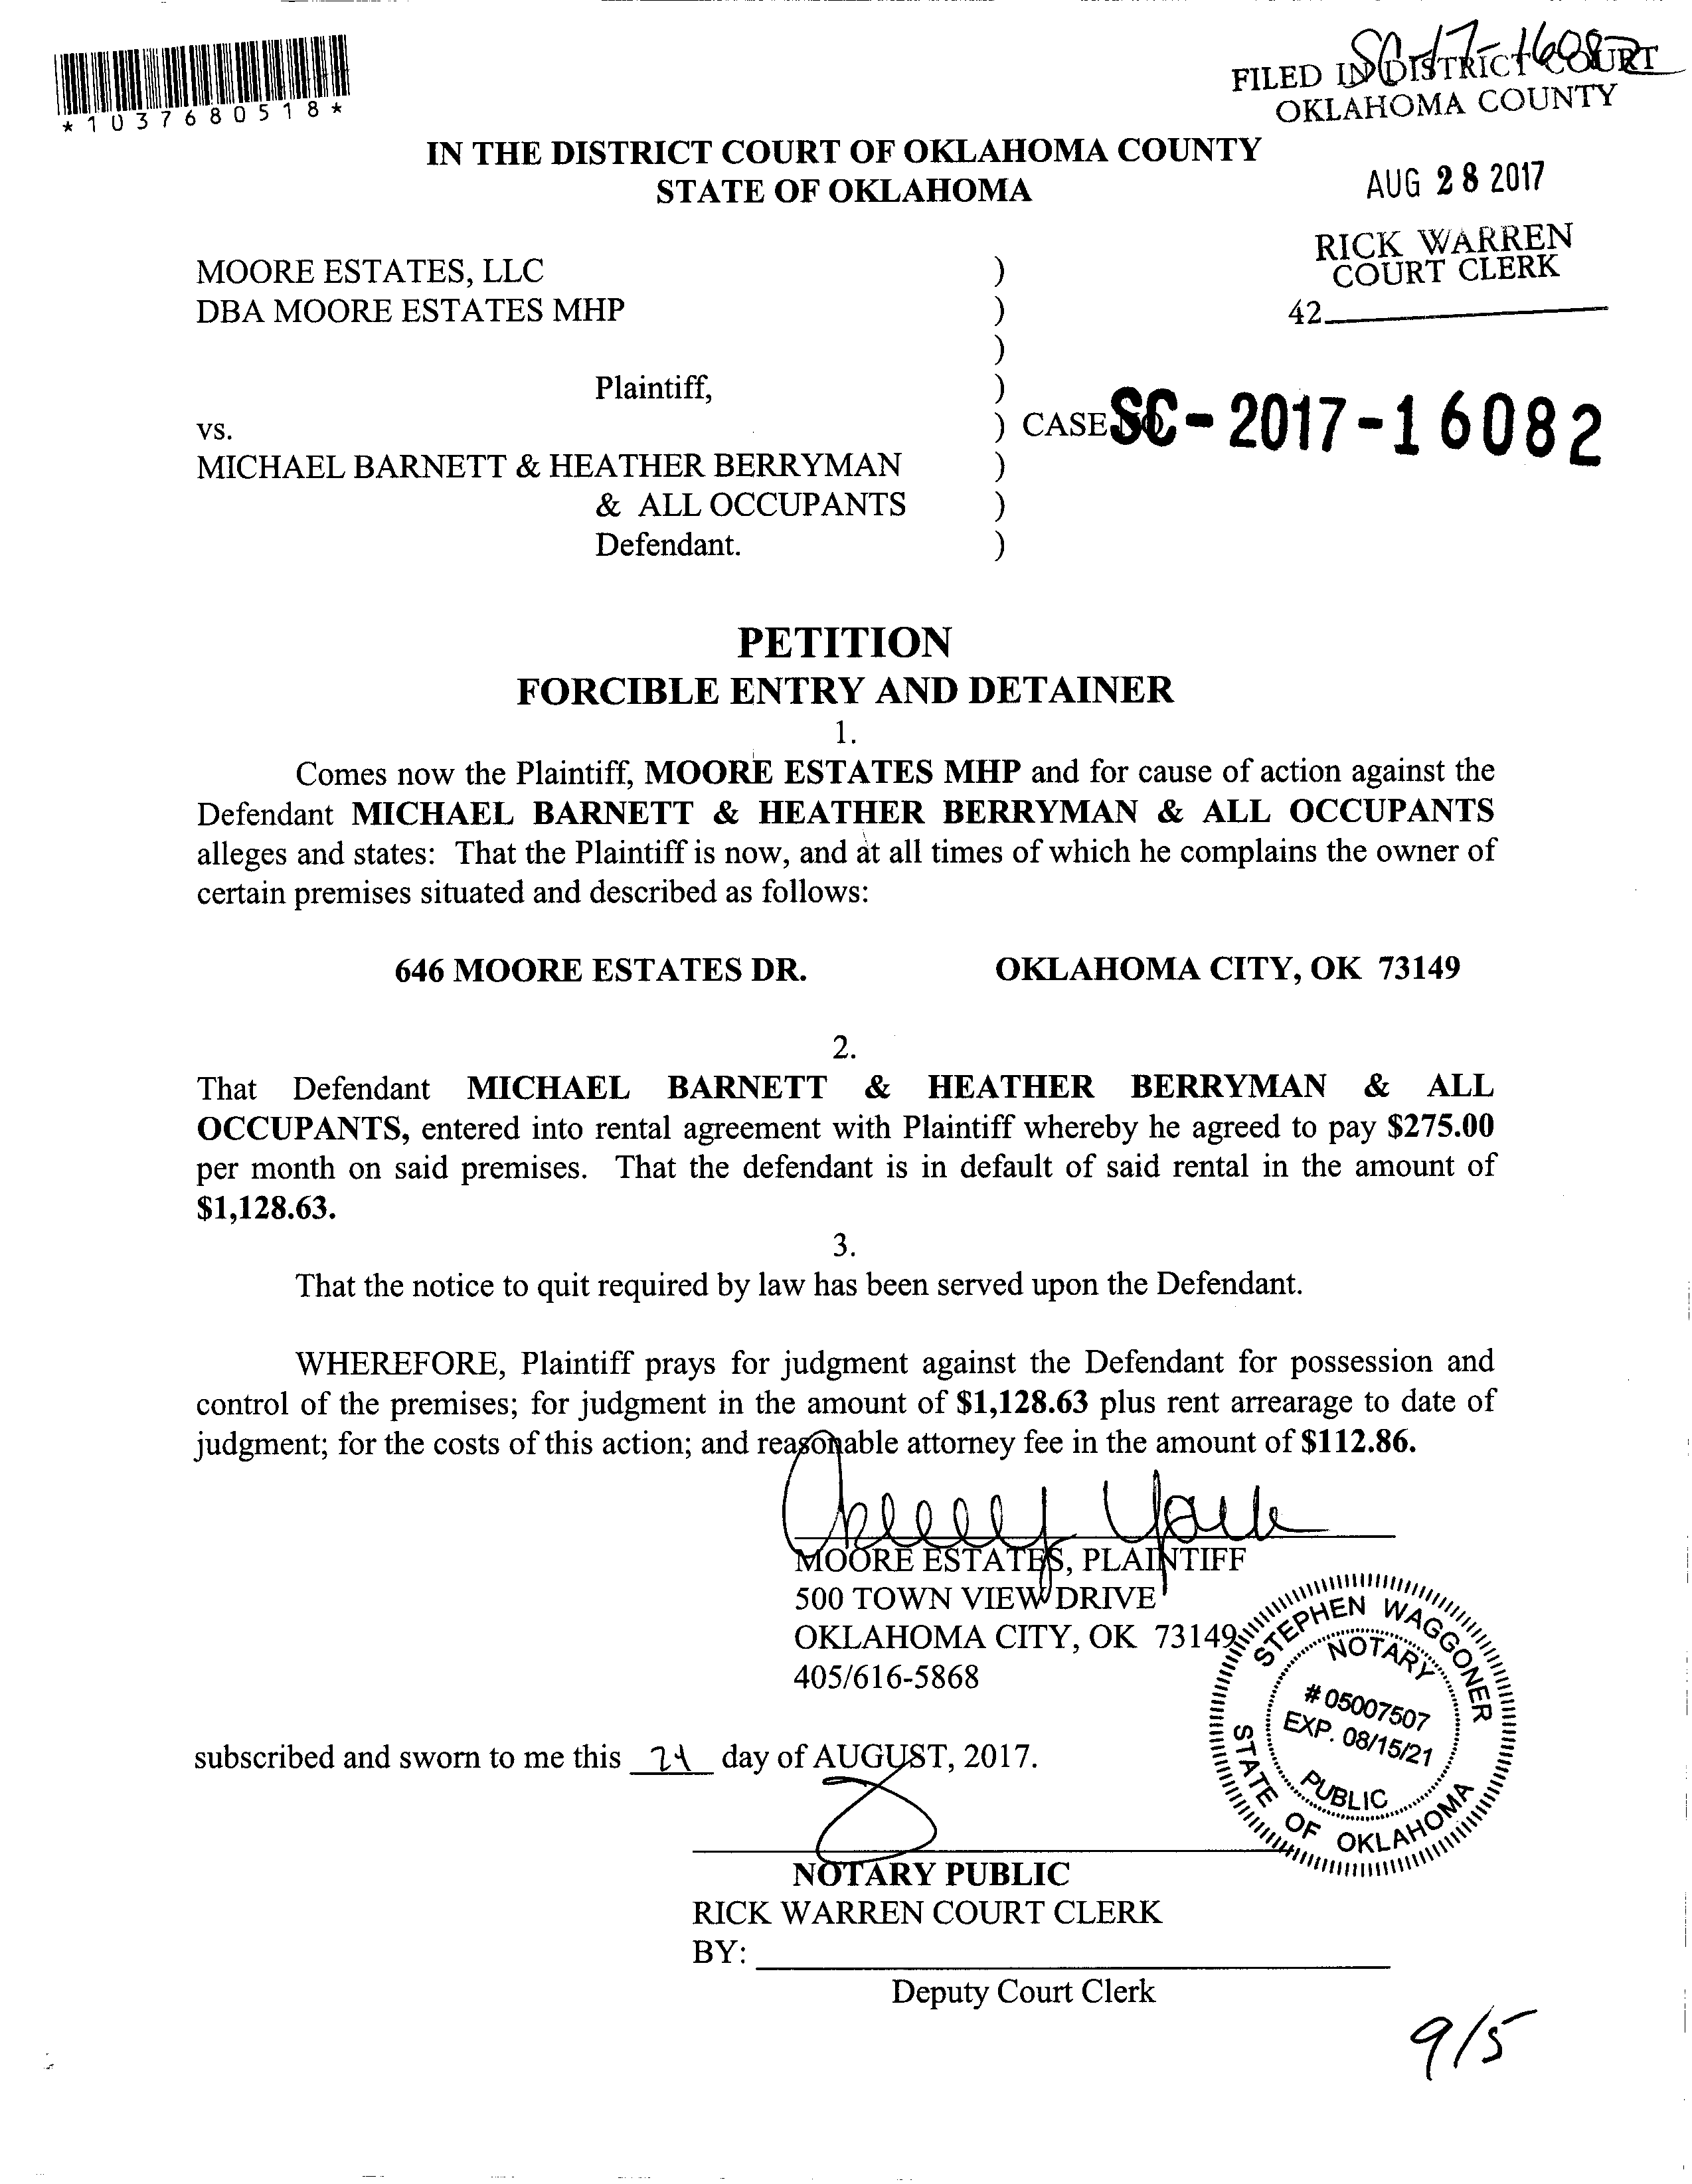 *1037680518*
SC-17-16082
FILED IN DISTRICT COURT
OKLAHOMA COUNTY
AUG 28 2017
RICK WARREN
COURT CLERK
42
IN THE DISTRICT COURT OF OKLAHOMA COUNTY
STATE OF OKLAHOMA
MOORE ESTATES, LLC )
DBA MOORE ESTATES MHP )
)
Plaintiff, )
vs. ) CASE NO. SC-2017-16082
MICHAEL BARNETT & HEATHER BERRYMAN )
& ALL OCCUPANTS )
Defendant. )
PETITION
FORCIBLE ENTRY AND DETAINER
1.
Comes now the Plaintiff, MOORE ESTATES MHP and for cause of action against the
Defendant MICHAEL BARNETT & HEATHER BERRYMAN & ALL OCCUPANTS
alleges and states: That the Plaintiff is now, and at all times of which he complains the owner of
certain premises situated and described as follows:
646 MOORE ESTATES DR. OKLAHOMA CITY, OK 73149
2.
That Defendant MICHAEL BARNETT & HEATHER BERRYMAN & ALL
OCCUPANTS, entered into rental agreement with Plaintiff whereby he agreed to pay $275.00
per month on said premises. That the defendant is in default of said rental in the amount of
$1,128.63.
3.
That the notice to quit required by law has been served upon the Defendant.
WHEREFORE, Plaintiff prays for judgment against the Defendant for possession and
control of the premises; for judgment in the amount of $1,128.63 plus rent arrearage to date of
judgment; for the costs of this action; and reasonable attorney fee in the amount of $112.86.
MOORE ESTATES, PLAINTIFF
500 TOWN VIEW DRIVE
OKLAHOMA CITY, OK 73149
405/616-5868
STEPHEN WAGGONER
NOTARY
# 05007507
EXP. 08/15/21
PUBLIC
STATE OF OKLAHOMA
subscribed and sworn to me this day of AUGUST, 2017.
NOTARY PUBLIC
RICK WARREN COURT CLERK
BY:
Deputy Court Clerk
9/5